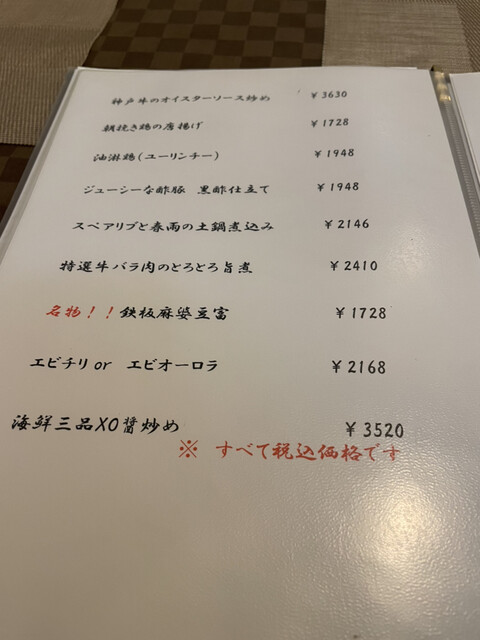 神戸牛のオイスターソース炒め ¥3630
朝挽き鶏の唐揚げ ¥1728
油淋鶏(ユーリンチー) ¥1948
ジューシーな酢豚 黒酢仕立て ¥1948
スペアリブと春雨の土鍋煮込み ¥2146
特選牛バラ肉のとろとろ旨煮 ¥2410
名物!!鉄板麻婆豆富 ¥1728
エビチリor エビオーロラ ¥2168
海鮮三品XO醤炒め ¥3520
※ すべて税込価格です